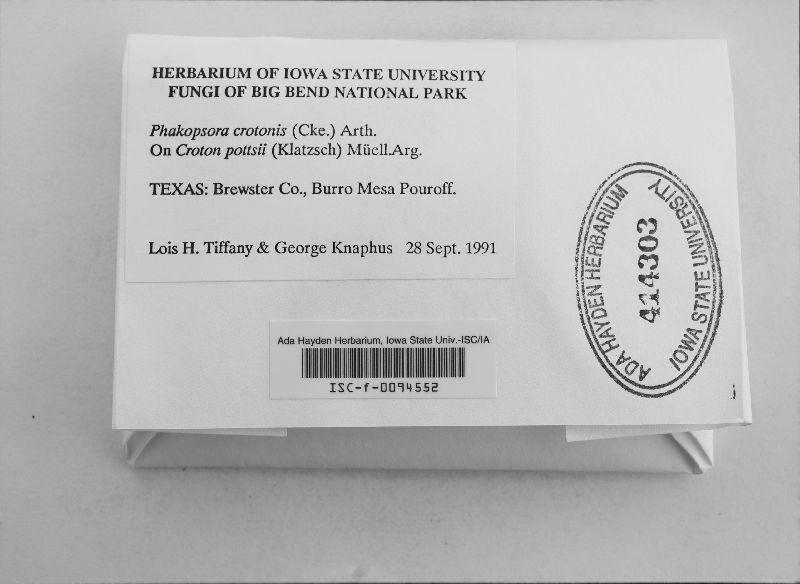 HERBARIUM OF IOWA STATE UNIVERSITY
FUNGI OF BIG BEND NATIONAL PARK
Phakopsora crotonis (Cke.) Arth.
On Croton pottsii (Klatzsch) Müell.Arg.
TEXAS: Brewster Co., Burro Mesa Pouroff.
Lois H. Tiffany & George Knaphus 28 Sept. 1991
ADA HAYDEN HERBARIUM
414303
IOWA STATE UNIVERSITY
Ada Hayden Herbarium, Iowa State Univ.-ISC/IA
ISC-f-0094552